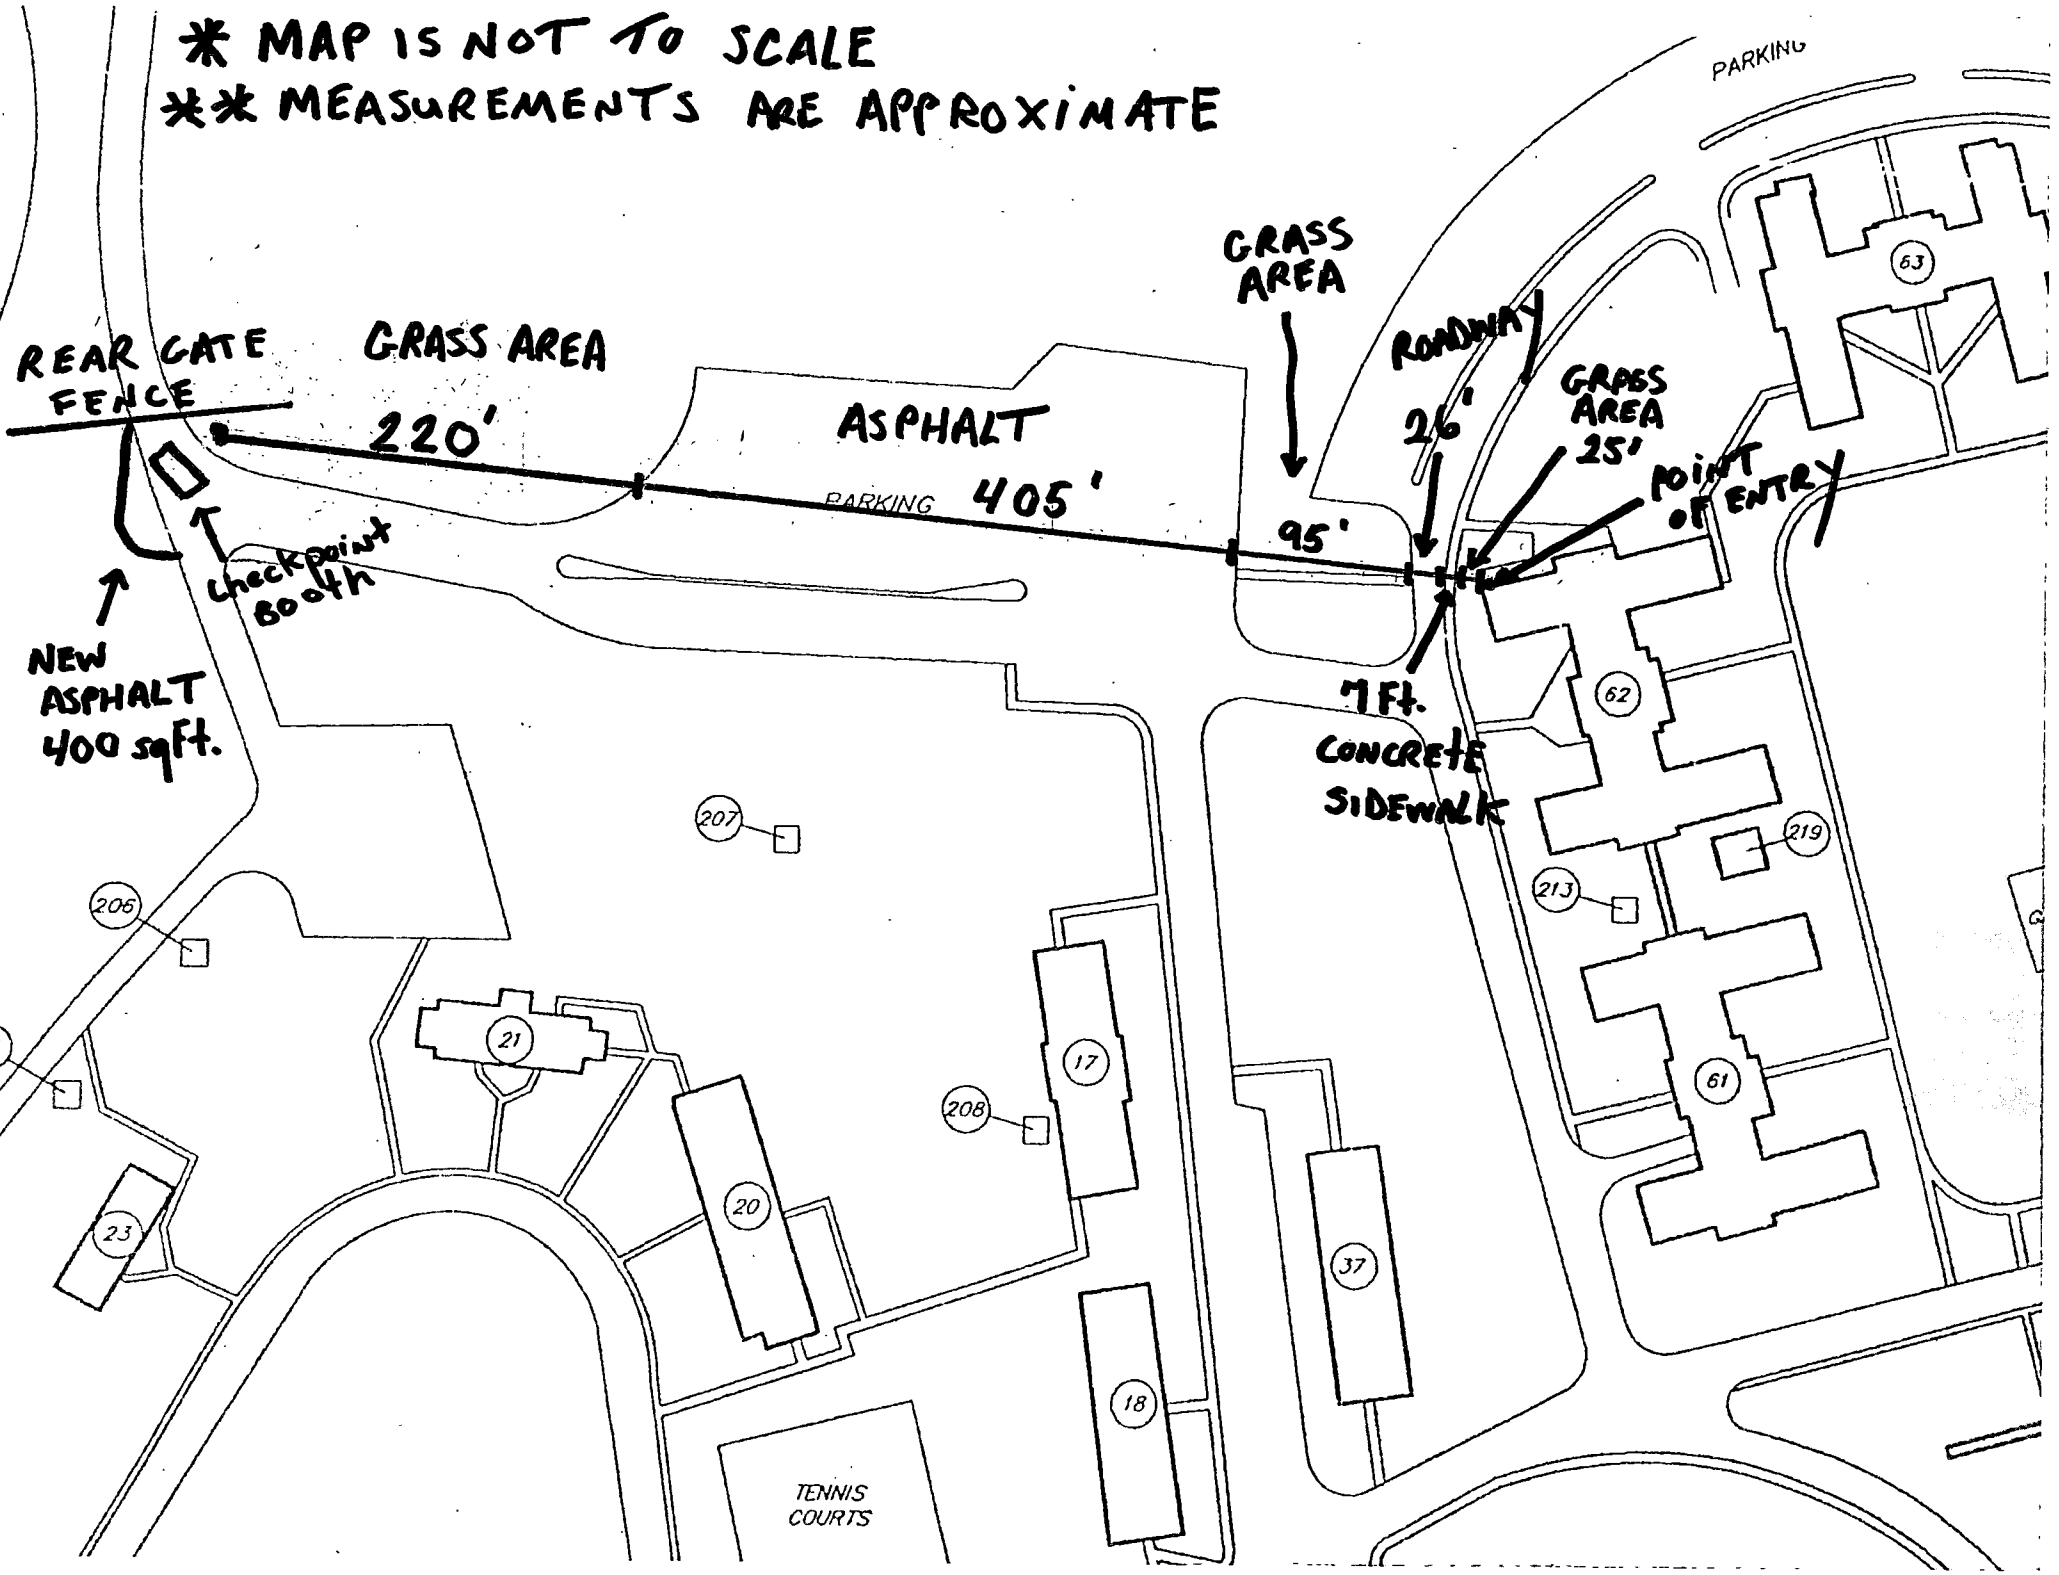 * MAP IS NOT TO SCALE
** MEASUREMENTS ARE APPROXIMATE
PARKING
GRASS
AREA
63
REAR GATE
FENCE
GRASS AREA
ROADWAY
220'
ASPHALT
26'
GRASS
AREA
25'
PARKING
405'
95'
POINT
OF ENTRY
Checkpoint
Booth
NEW
ASPHALT
400 sqft.
7 Ft.
CONCRETE
SIDEWALK
62
207
219
213
206
21
17
208
61
20
23
37
18
TENNIS
COURTS